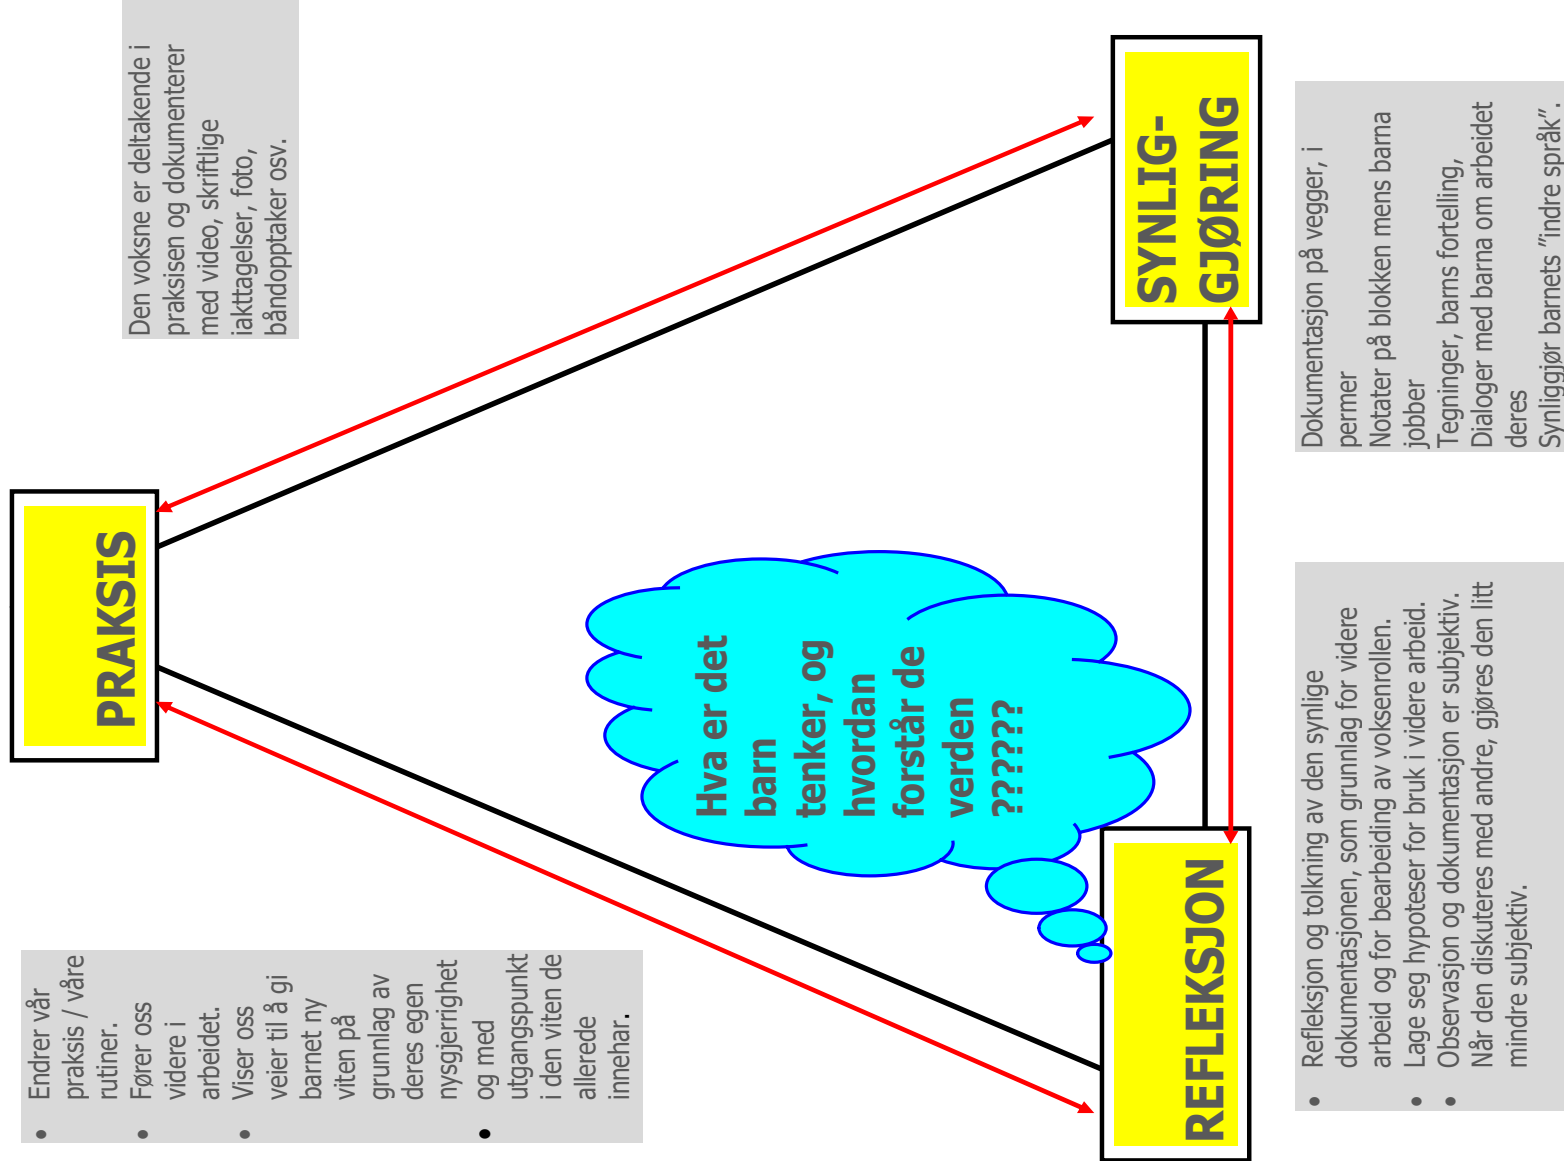 Den voksne er deltakende i
praksisen og dokumenterer
med video, skriftlige
iakttagelser, foto,
båndopptaker osv.
PRAKSIS
SYNLIG-
GJØRING
Dokumentasjon på vegger, i
permer
Notater på blokken mens barna
jobber
Tegninger, barns fortelling,
Dialoger med barna om arbeidet
deres
Synliggjør barnets ”indre språk”.
Hva er det
barn
tenker, og
hvordan
forstår de
verden
??????
• Endrer vår
praksis / våre
rutiner.
• Fører oss
videre i
arbeidet.
• Viser oss
veier til å gi
barnet ny
viten på
grunnlag av
deres egen
nysgjerrighet
• og med
utgangspunkt
i den viten de
allerede
innehar.
REFLEKSJON
• Refleksjon og tolkning av den synlige
dokumentasjonen, som grunnlag for videre
arbeid og for bearbeiding av voksenrollen.
• Lage seg hypoteser for bruk i videre arbeid.
• Observasjon og dokumentasjon er subjektiv.
Når den diskuteres med andre, gjøres den litt
mindre subjektiv.